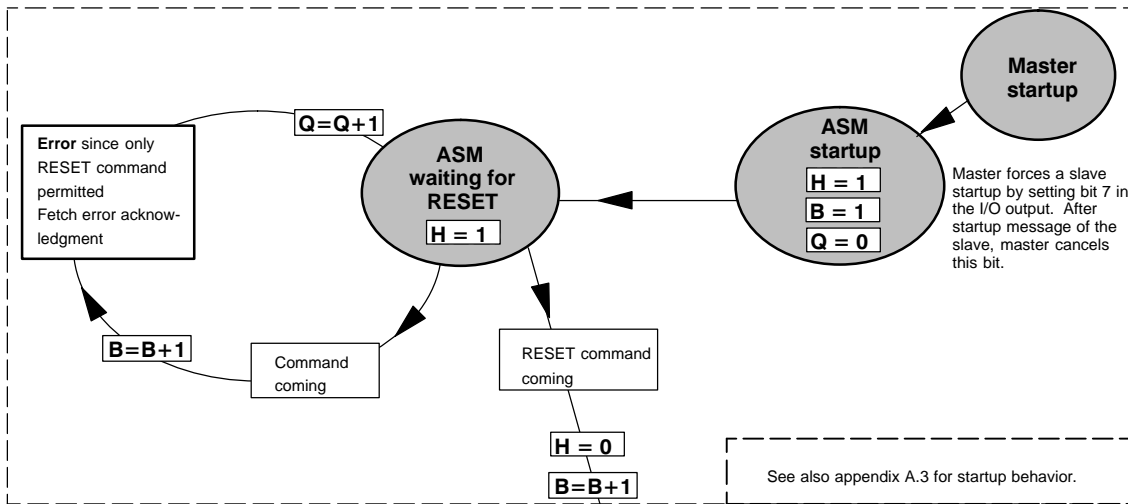 Master
startup
ASM
startup
H = 1
B = 1
Q = 0
Master forces a slave
startup by setting bit 7 in
the I/O output. After
startup message of the
slave, master cancels
this bit.
ASM
waiting for
RESET
H = 1
Q=Q+1
Error since only
RESET command
permitted
Fetch error acknow-
ledgment
B=B+1
Command
coming
RESET command
coming
H = 0
B=B+1
See also appendix A.3 for startup behavior.